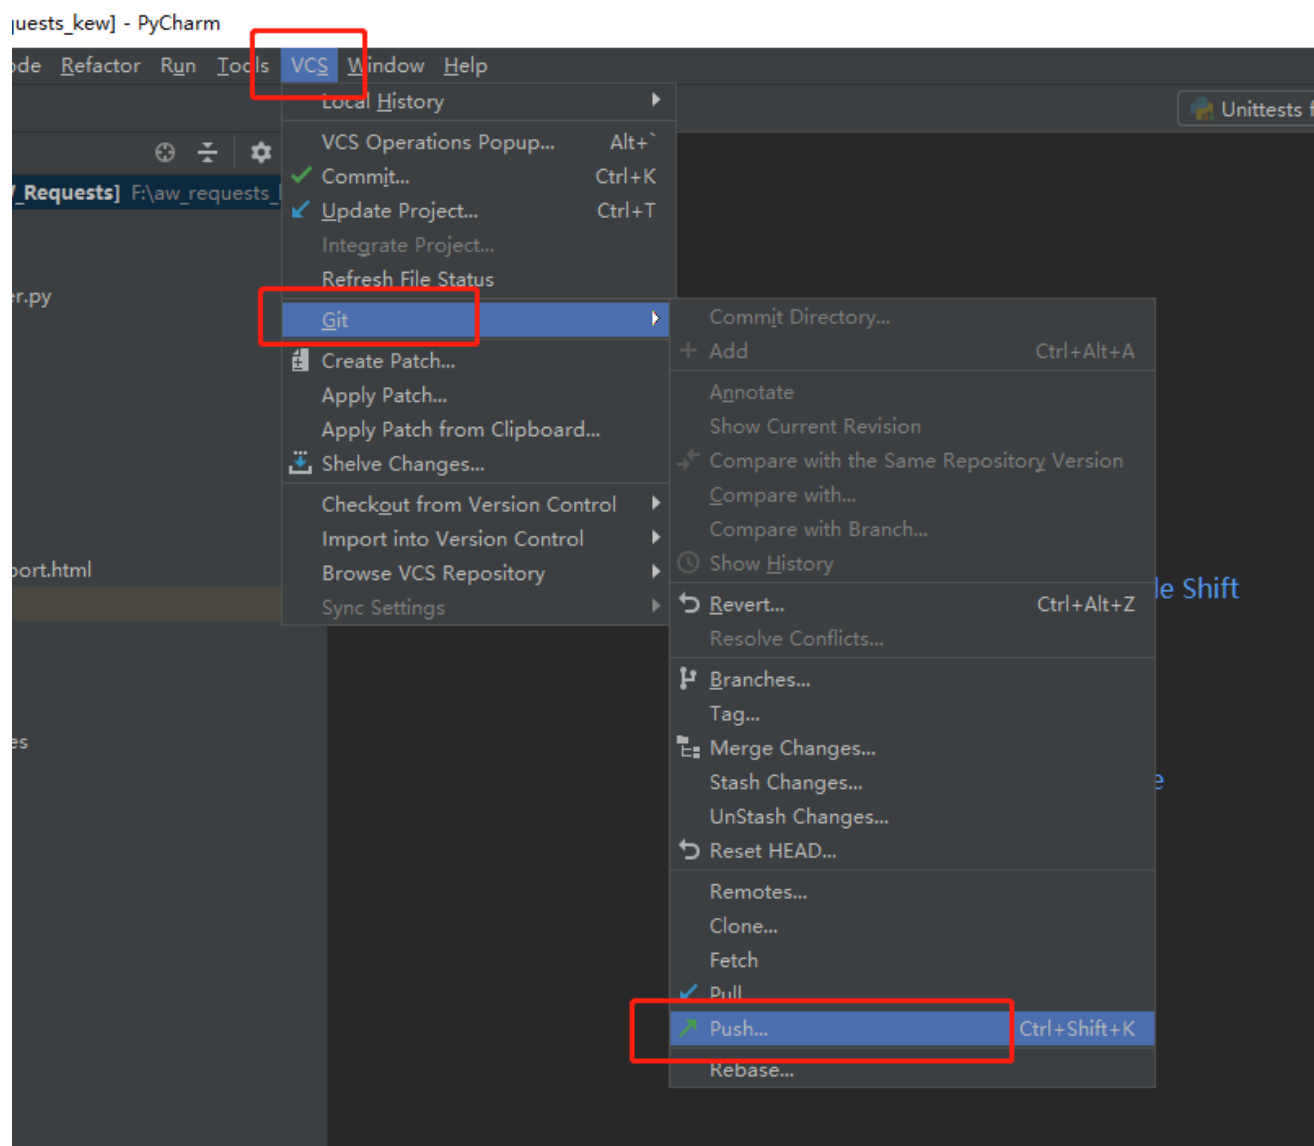 uests_kew] - PyCharm
ode Refactor Run Tools VCS Window Help
Unittests f
_Requests] F:\aw_requests_
er.py
port.html
es
Local History
VCS Operations Popup... Alt+`
Commit... Ctrl+K
Update Project... Ctrl+T
Integrate Project...
Refresh File Status
Git
Create Patch...
Apply Patch...
Apply Patch from Clipboard...
Shelve Changes...
Checkout from Version Control
Import into Version Control
Browse VCS Repository
Sync Settings
Commit Directory...
Add Ctrl+Alt+A
Annotate
Show Current Revision
Compare with the Same Repository Version
Compare with...
Compare with Branch...
Show History
Revert... Ctrl+Alt+Z
Resolve Conflicts...
Branches...
Tag...
Merge Changes...
Stash Changes...
UnStash Changes...
Reset HEAD...
Remotes...
Clone...
Fetch
Pull
Push... Ctrl+Shift+K
Rebase...
le Shift
e